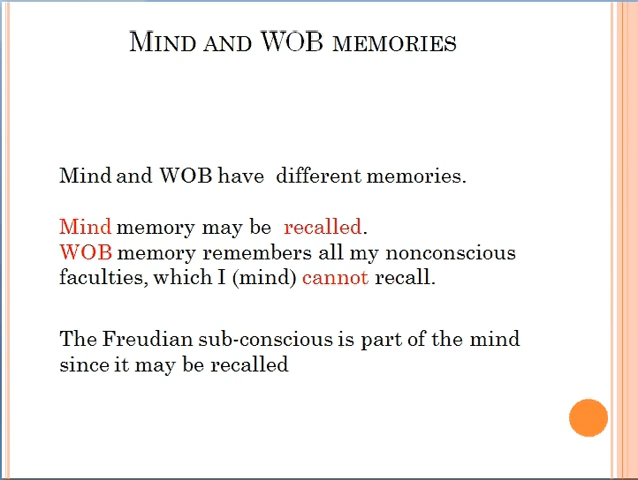 MIND AND WOB MEMORIES
Mind and WOB have different memories.
Mind memory may be recalled.
WOB memory remembers all my nonconscious
faculties, which I (mind) cannot recall.
The Freudian sub-conscious is part of the mind
since it may be recalled